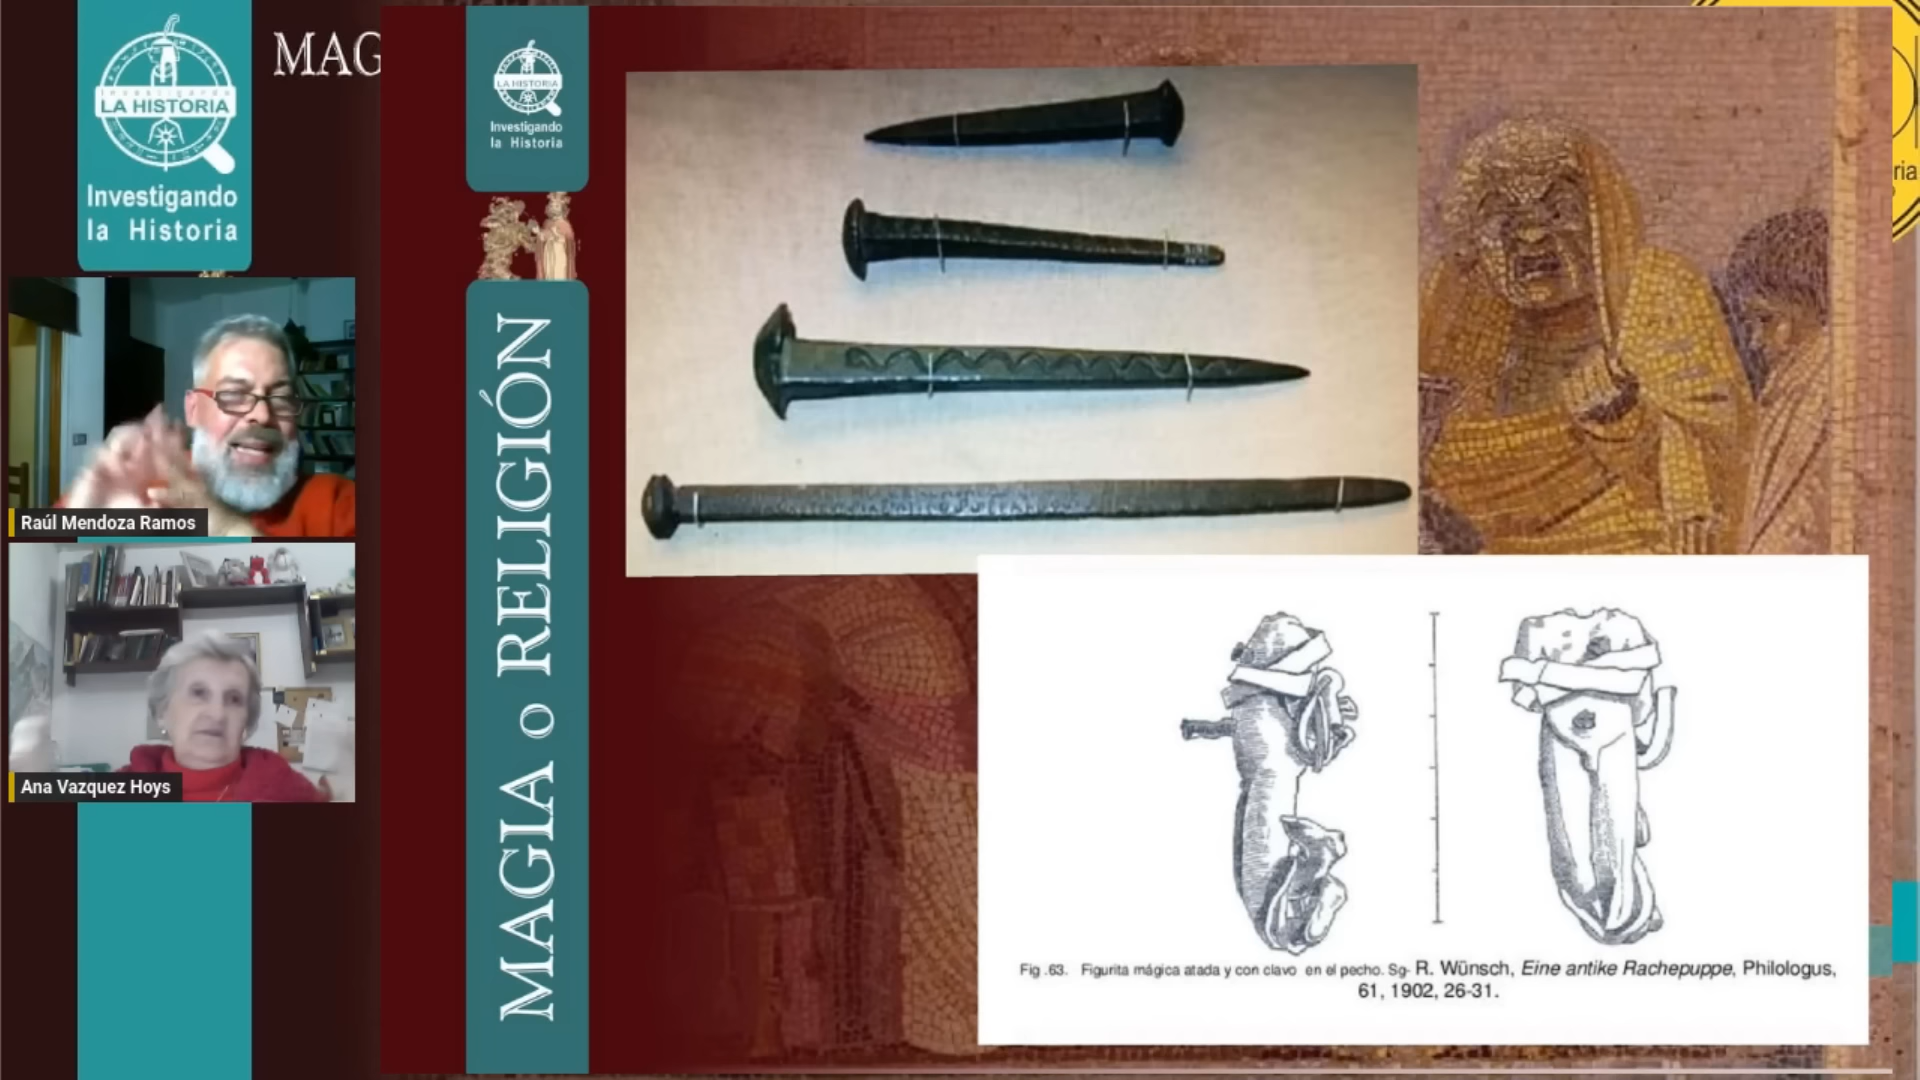 MAG
LA HISTORIA
Investigando
la Historia
LA HISTORIA
Investigando
la Historia
ria
Raúl Mendoza Ramos
Ana Vazquez Hoys
MAGIA o RELIGIÓN
Fig .63. Figurita mágica atada y con clavo en el pecho. Sg- R. Wünsch, Eine antike Rachepuppe, Philologus,
61, 1902, 26-31.